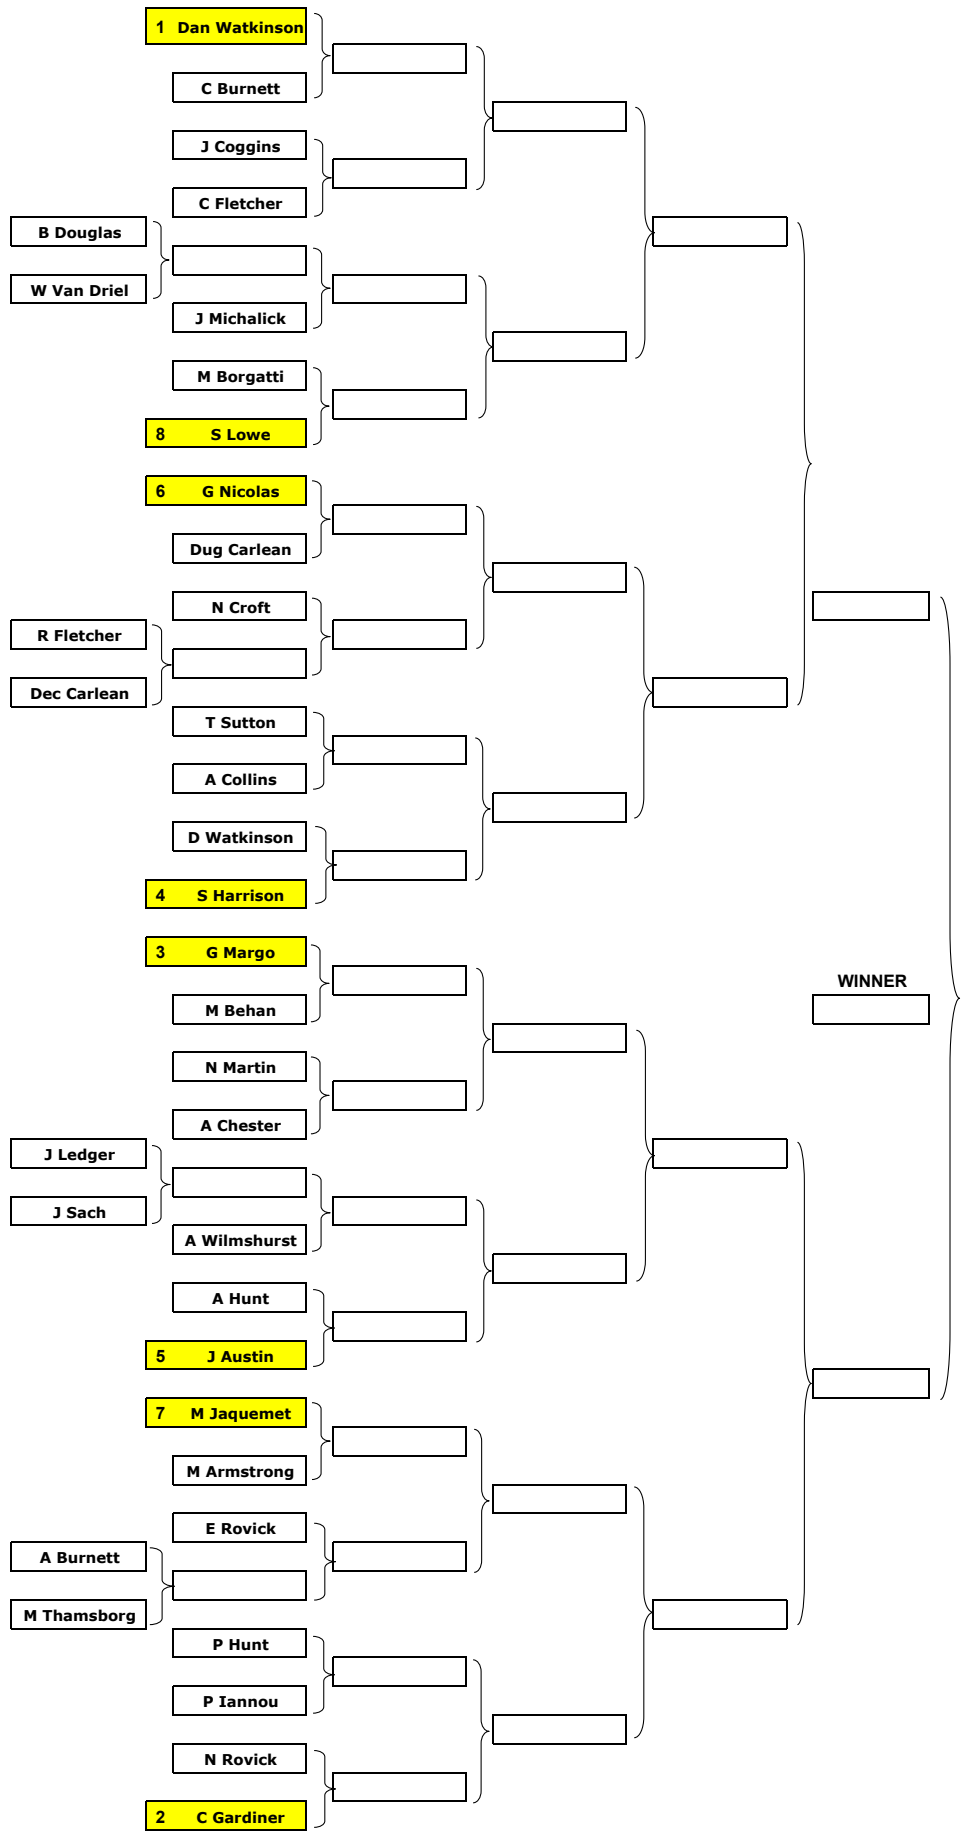 1 Dan Watkinson
C Burnett
J Coggins
C Fletcher
B Douglas
W Van Driel
J Michalick
M Borgatti
8 S Lowe
6 G Nicolas
Dug Carlean
N Croft
R Fletcher
Dec Carlean
T Sutton
A Collins
D Watkinson
4 S Harrison
3 G Margo
WINNER
M Behan
N Martin
A Chester
J Ledger
J Sach
A Wilmshurst
A Hunt
5 J Austin
7 M Jaquemet
M Armstrong
E Rovick
A Burnett
M Thamsborg
P Hunt
P Iannou
N Rovick
2 C Gardiner